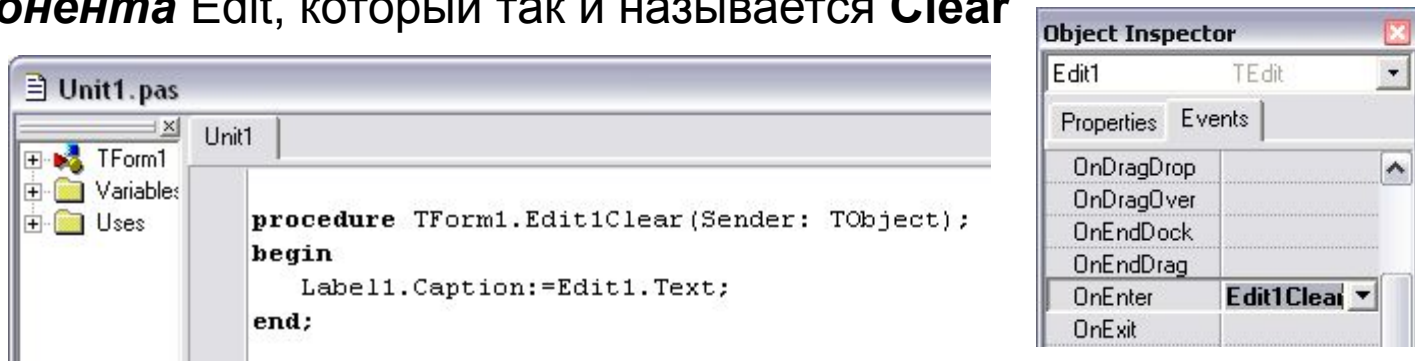 онента Edit, который так и называется Clear
Unit1.pas
TForm1
Variables
Uses
Unit1
procedure TForm1.Edit1Clear(Sender: TObject);
begin
Label1.Caption:=Edit1.Text;
end;
Object Inspector
Edit1 TEdit
Properties Events
OnDragDrop
OnDragOver
OnEndDock
OnEndDrag
OnEnter Edit1Clear
OnExit